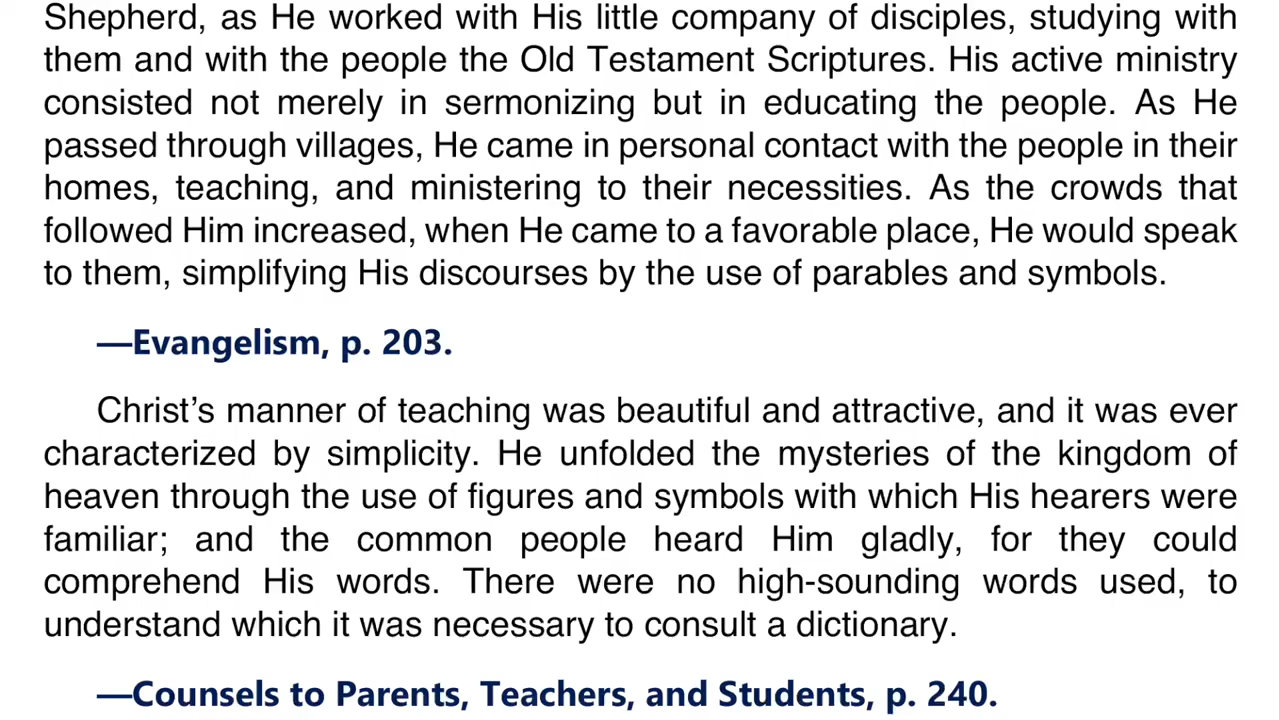 Shepherd, as He worked with His little company of disciples, studying with
them and with the people the Old Testament Scriptures. His active ministry
consisted not merely in sermonizing but in educating the people. As He
passed through villages, He came in personal contact with the people in their
homes, teaching, and ministering to their necessities. As the crowds that
followed Him increased, when He came to a favorable place, He would speak
to them, simplifying His discourses by the use of parables and symbols.
—Evangelism, p. 203.
Christ’s manner of teaching was beautiful and attractive, and it was ever
characterized by simplicity. He unfolded the mysteries of the kingdom of
heaven through the use of figures and symbols with which His hearers were
familiar; and the common people heard Him gladly, for they could
comprehend His words. There were no high-sounding words used, to
understand which it was necessary to consult a dictionary.
—Counsels to Parents, Teachers, and Students, p. 240.